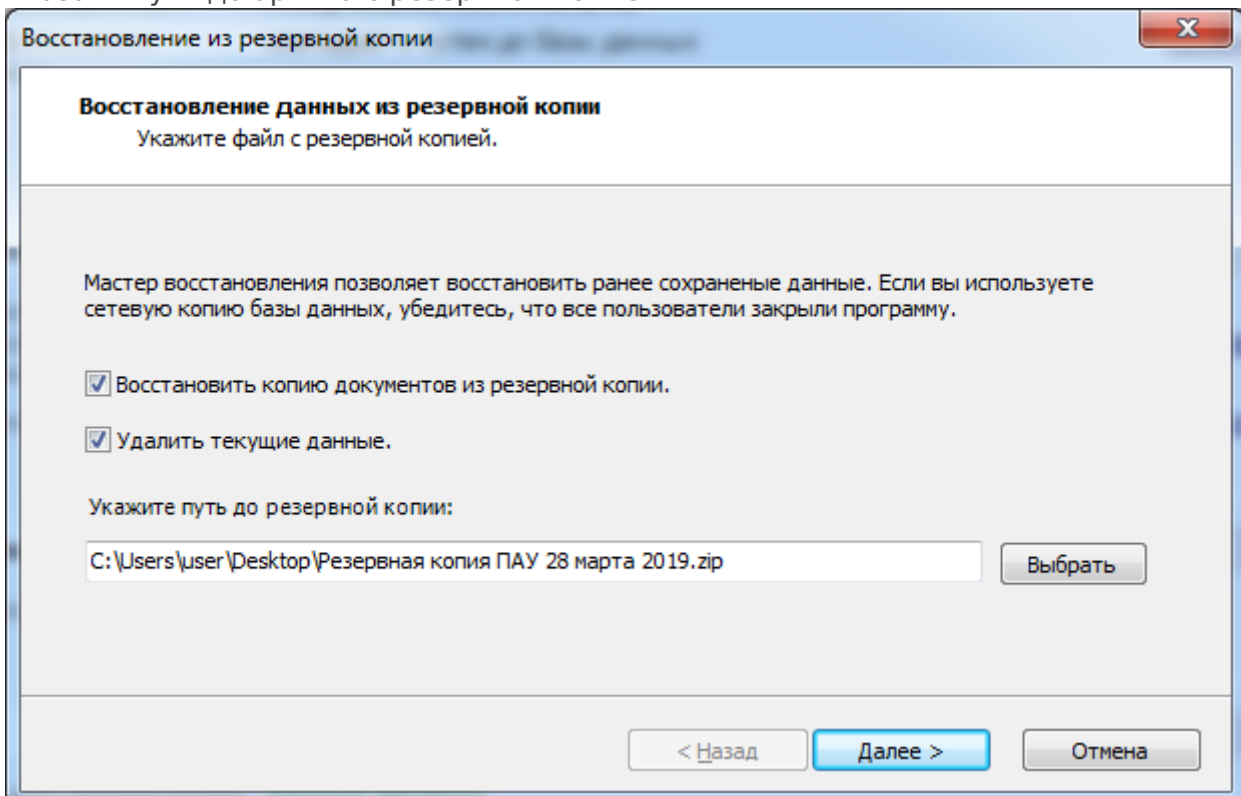 Восстановление из резервной копии
Восстановление данных из резервной копии
Укажите файл с резервной копией.
Мастер восстановления позволяет восстановить ранее сохраненые данные. Если вы используете
сетевую копию базы данных, убедитесь, что все пользователи закрыли программу.
Восстановить копию документов из резервной копии.
Удалить текущие данные.
Укажите путь до резервной копии:
C:\Users\user\Desktop\Резервная копия ПАУ 28 марта 2019.zip
Выбрать
< Назад
Далее >
Отмена